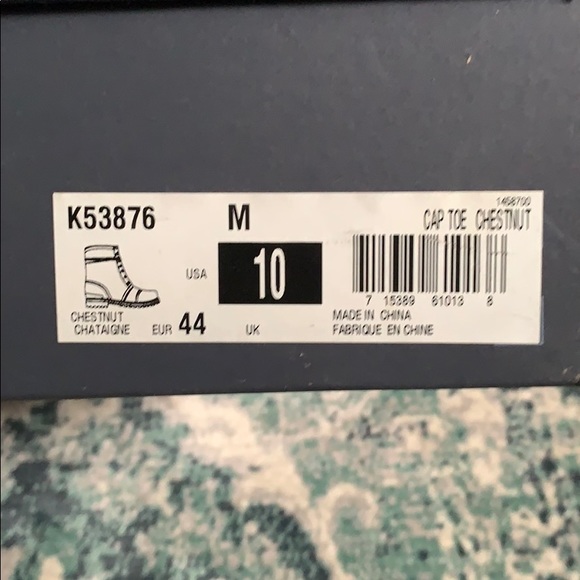 K53876 M 1458700
CAP TOE CHESTNUT
USA 10
7 15389 61013 8
CHESTNUT
CHATAIGNE EUR 44 UK
MADE IN CHINA
FABRIQUE EN CHINE